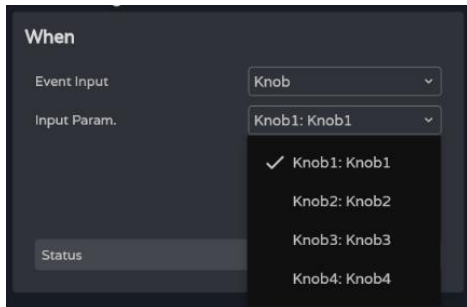 When
Event Input Knob
Input Param. Knob1: Knob1
Knob1: Knob1
Knob2: Knob2
Knob3: Knob3
Status
Knob4: Knob4